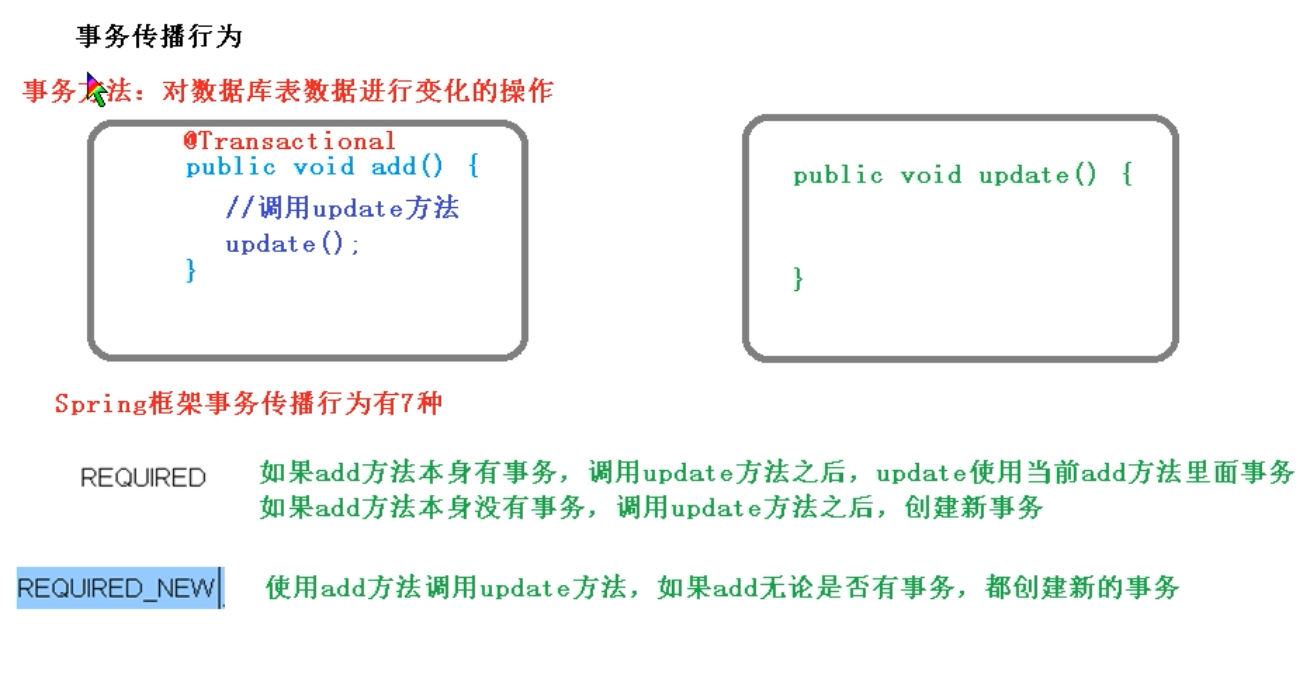 事务传播行为
事务方法：对数据库表数据进行变化的操作
@Transactional
public void add() {
//调用update方法
update();
}
public void update() {
}
Spring框架事务传播行为有7种
REQUIRED
如果add方法本身有事务，调用update方法之后，update使用当前add方法里面事务
如果add方法本身没有事务，调用update方法之后，创建新事务
REQUIRED_NEW
使用add方法调用update方法，如果add无论是否有事务，都创建新的事务